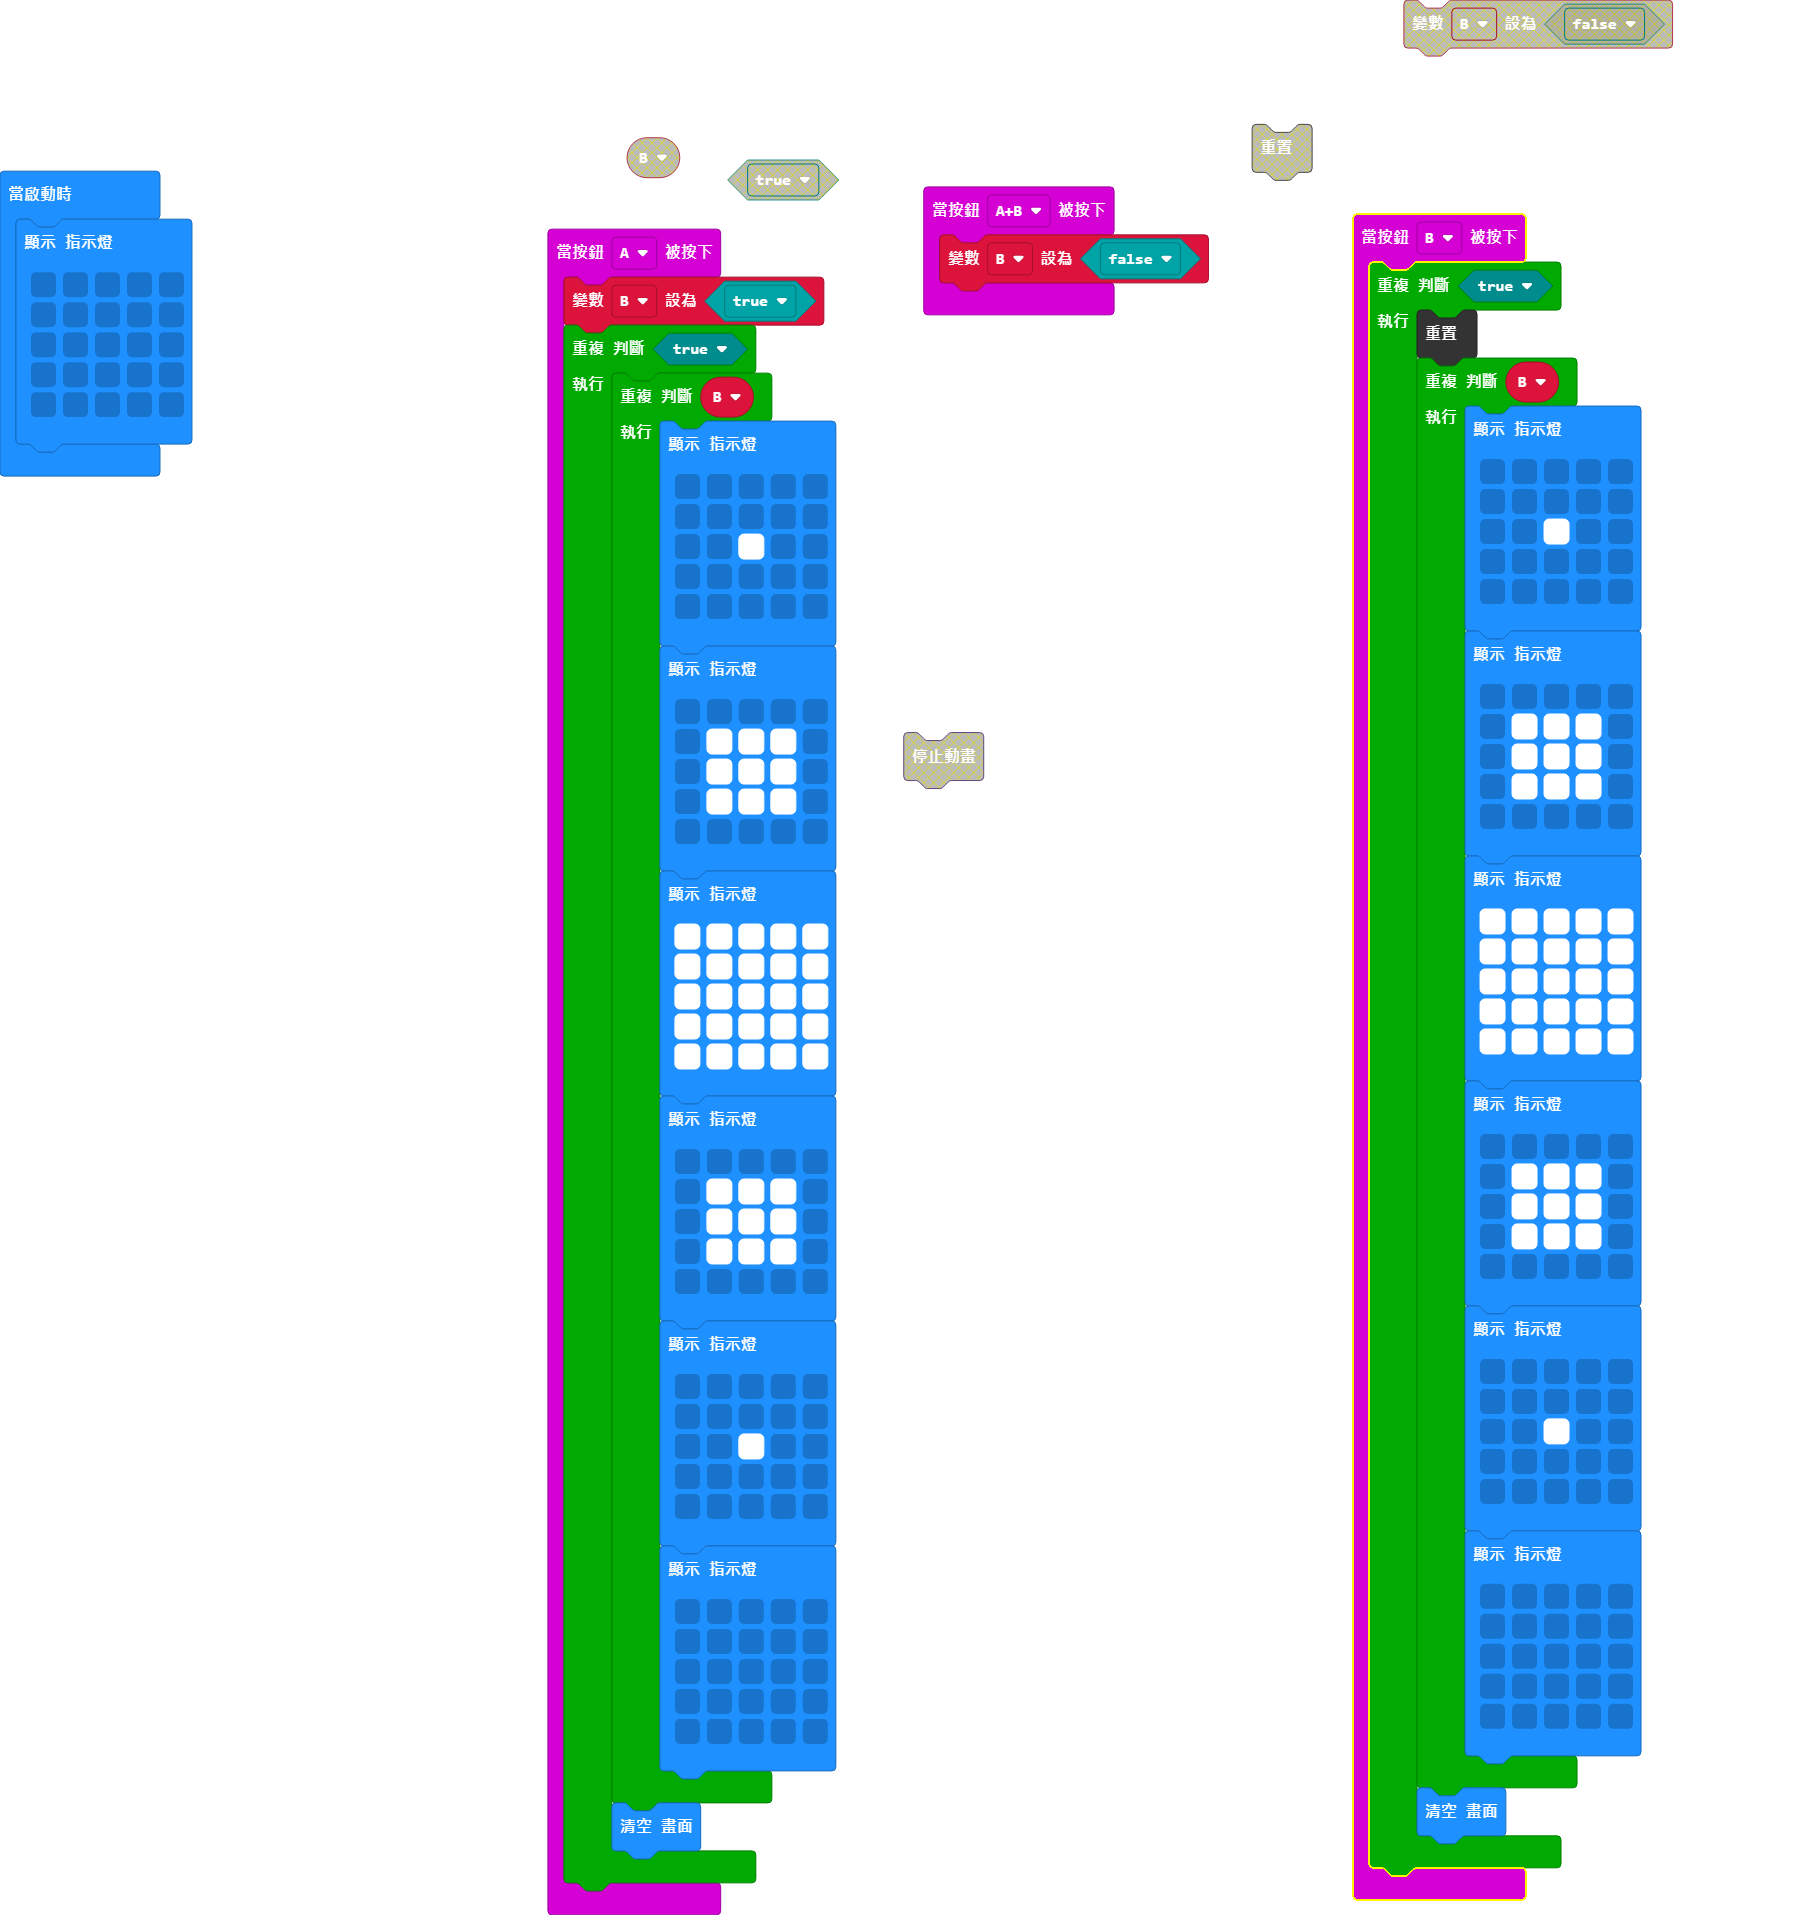 變數 B 設為 false
B
true
重置
當啟動時
顯示 指示燈
當按鈕 A 被按下
變數 B 設為 true
重複 判斷 true
執行
重複 判斷 B
執行
顯示 指示燈
顯示 指示燈
顯示 指示燈
顯示 指示燈
顯示 指示燈
顯示 指示燈
清空 畫面
當按鈕 A+B 被按下
變數 B 設為 false
停止動畫
當按鈕 B 被按下
重複 判斷 true
執行
重置
重複 判斷 B
執行
顯示 指示燈
顯示 指示燈
顯示 指示燈
顯示 指示燈
顯示 指示燈
顯示 指示燈
清空 畫面